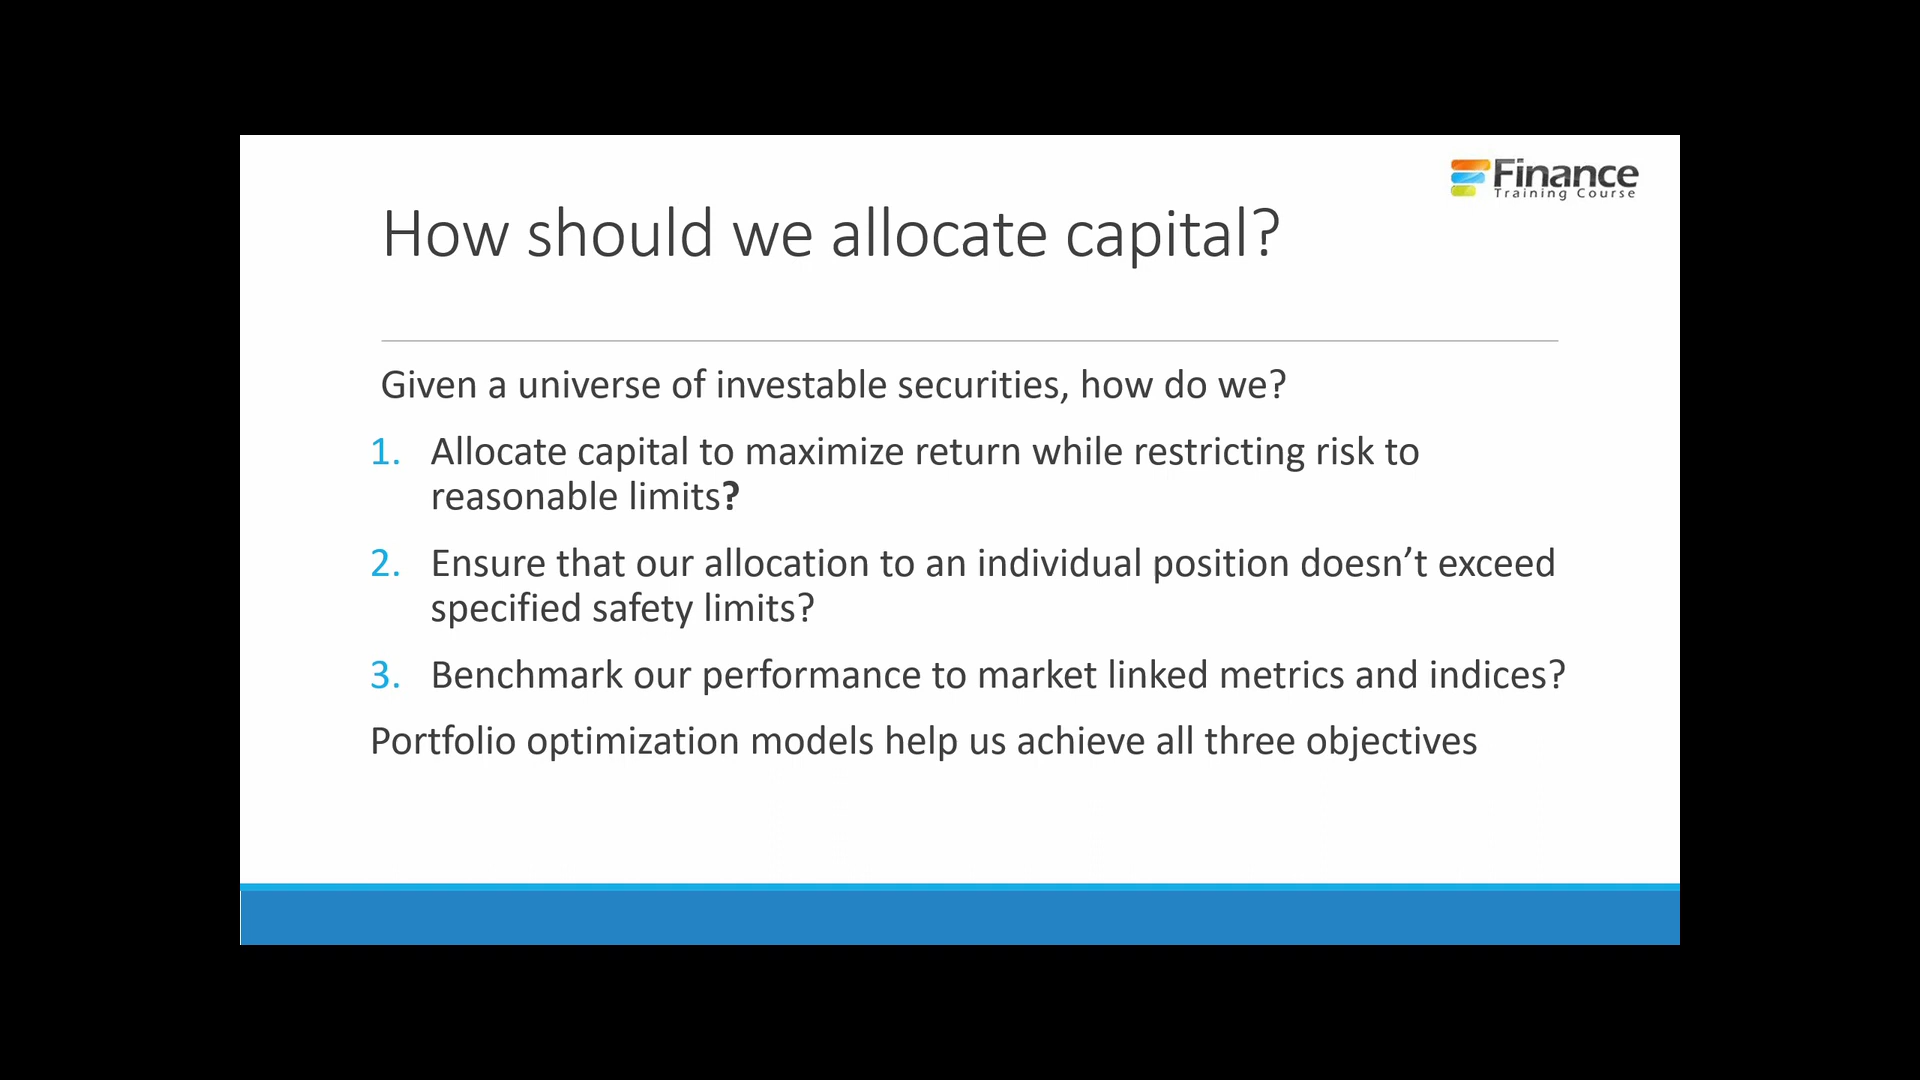 Finance
Training Course
How should we allocate capital?
Given a universe of investable securities, how do we?
1. Allocate capital to maximize return while restricting risk to
reasonable limits?
2. Ensure that our allocation to an individual position doesn’t exceed
specified safety limits?
3. Benchmark our performance to market linked metrics and indices?
Portfolio optimization models help us achieve all three objectives